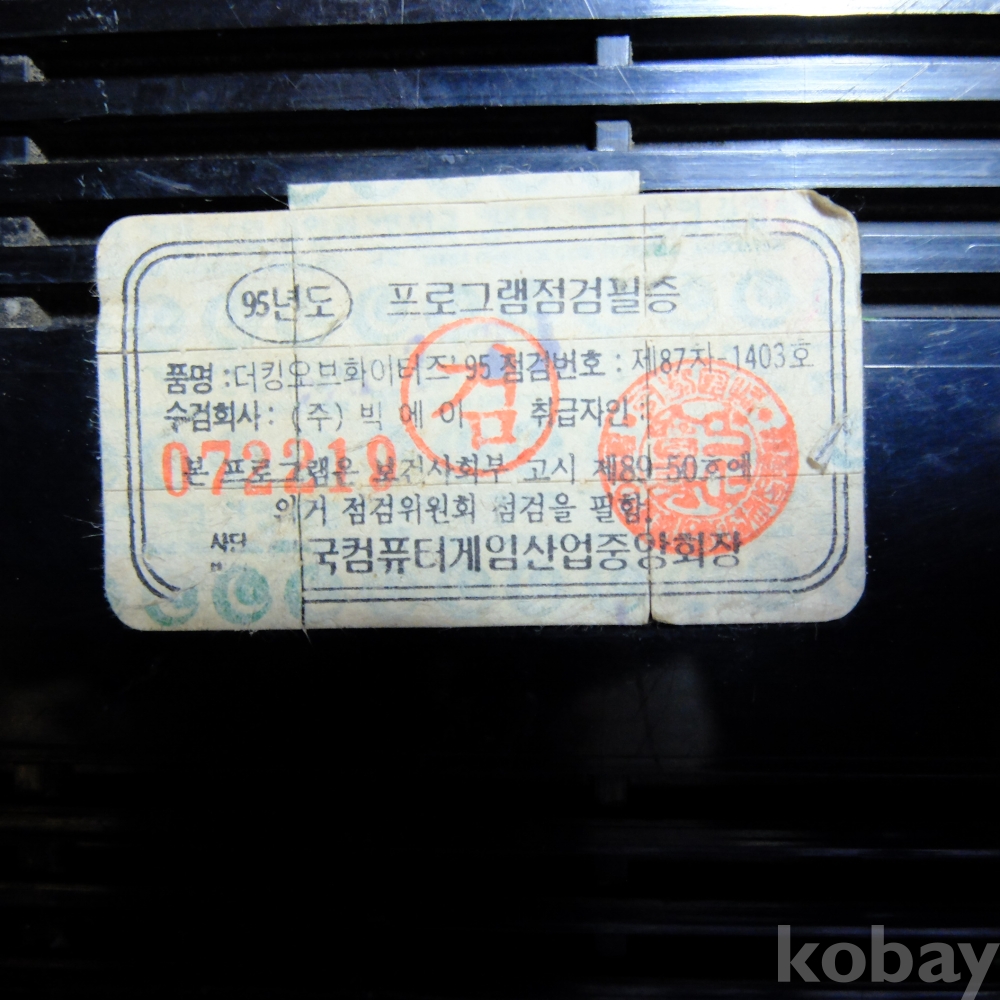 95년도 프로그램점검필증
품명 : 더킹오브화이터즈' 95 점검번호 : 제87차-1403호
수검회사 : (주) 빅 에 이 취급자인 :
검
072219
본 프로그램은 보건사회부 고시 제89-50호에
의거 점검위원회 점검을 필함.
사단
국컴퓨터게임산업중앙회장
kobay